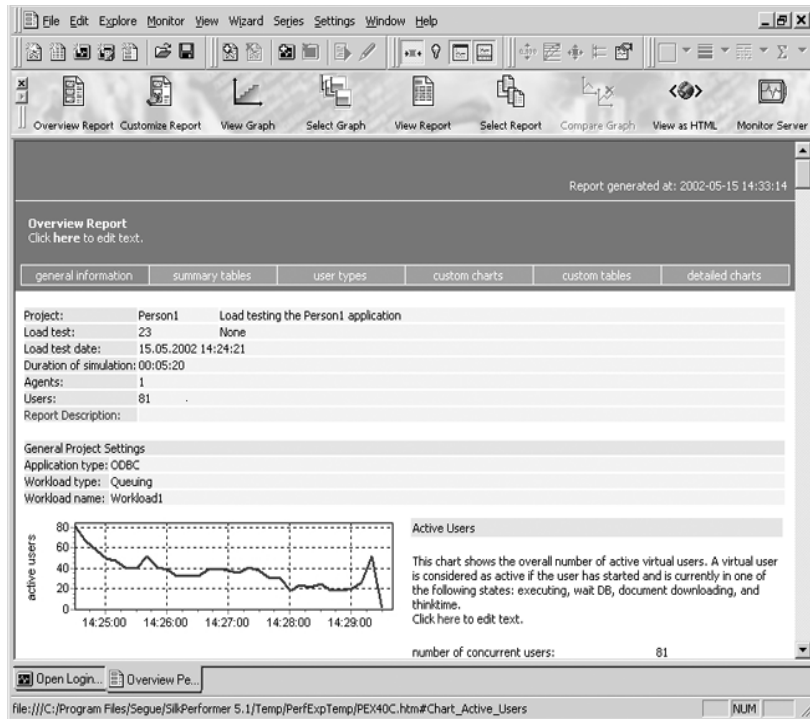 File Edit Explore Monitor View Wizard Series Settings Window Help
Overview Report Customize Report View Graph Select Graph View Report Select Report Compare Graph View as HTML Monitor Server
Report generated at: 2002-05-15 14:33:14
Overview Report
Click here to edit text.
general information summary tables user types custom charts custom tables detailed charts
Project: Person1 Load testing the Person1 application
Load test: 23 None
Load test date: 15.05.2002 14:24:21
Duration of simulation: 00:05:20
Agents: 1
Users: 81
Report Description:
General Project Settings
Application type: ODBC
Workload type: Queuing
Workload name: Workload1
active users
80
60
40
20
0
14:25:00 14:26:00 14:27:00 14:28:00 14:29:00
Active Users
This chart shows the overall number of active virtual users. A virtual user
is considered as active if the user has started and is currently in one of
the following states: executing, wait DB, document downloading, and
thinktime.
Click here to edit text.
number of concurrent users: 81
Open Login... Overview Pe...
file:///C:/Program Files/Segue/SilkPerformer 5.1/Temp/PerfExpTemp/PEX40C.htm#Chart_Active_Users NUM